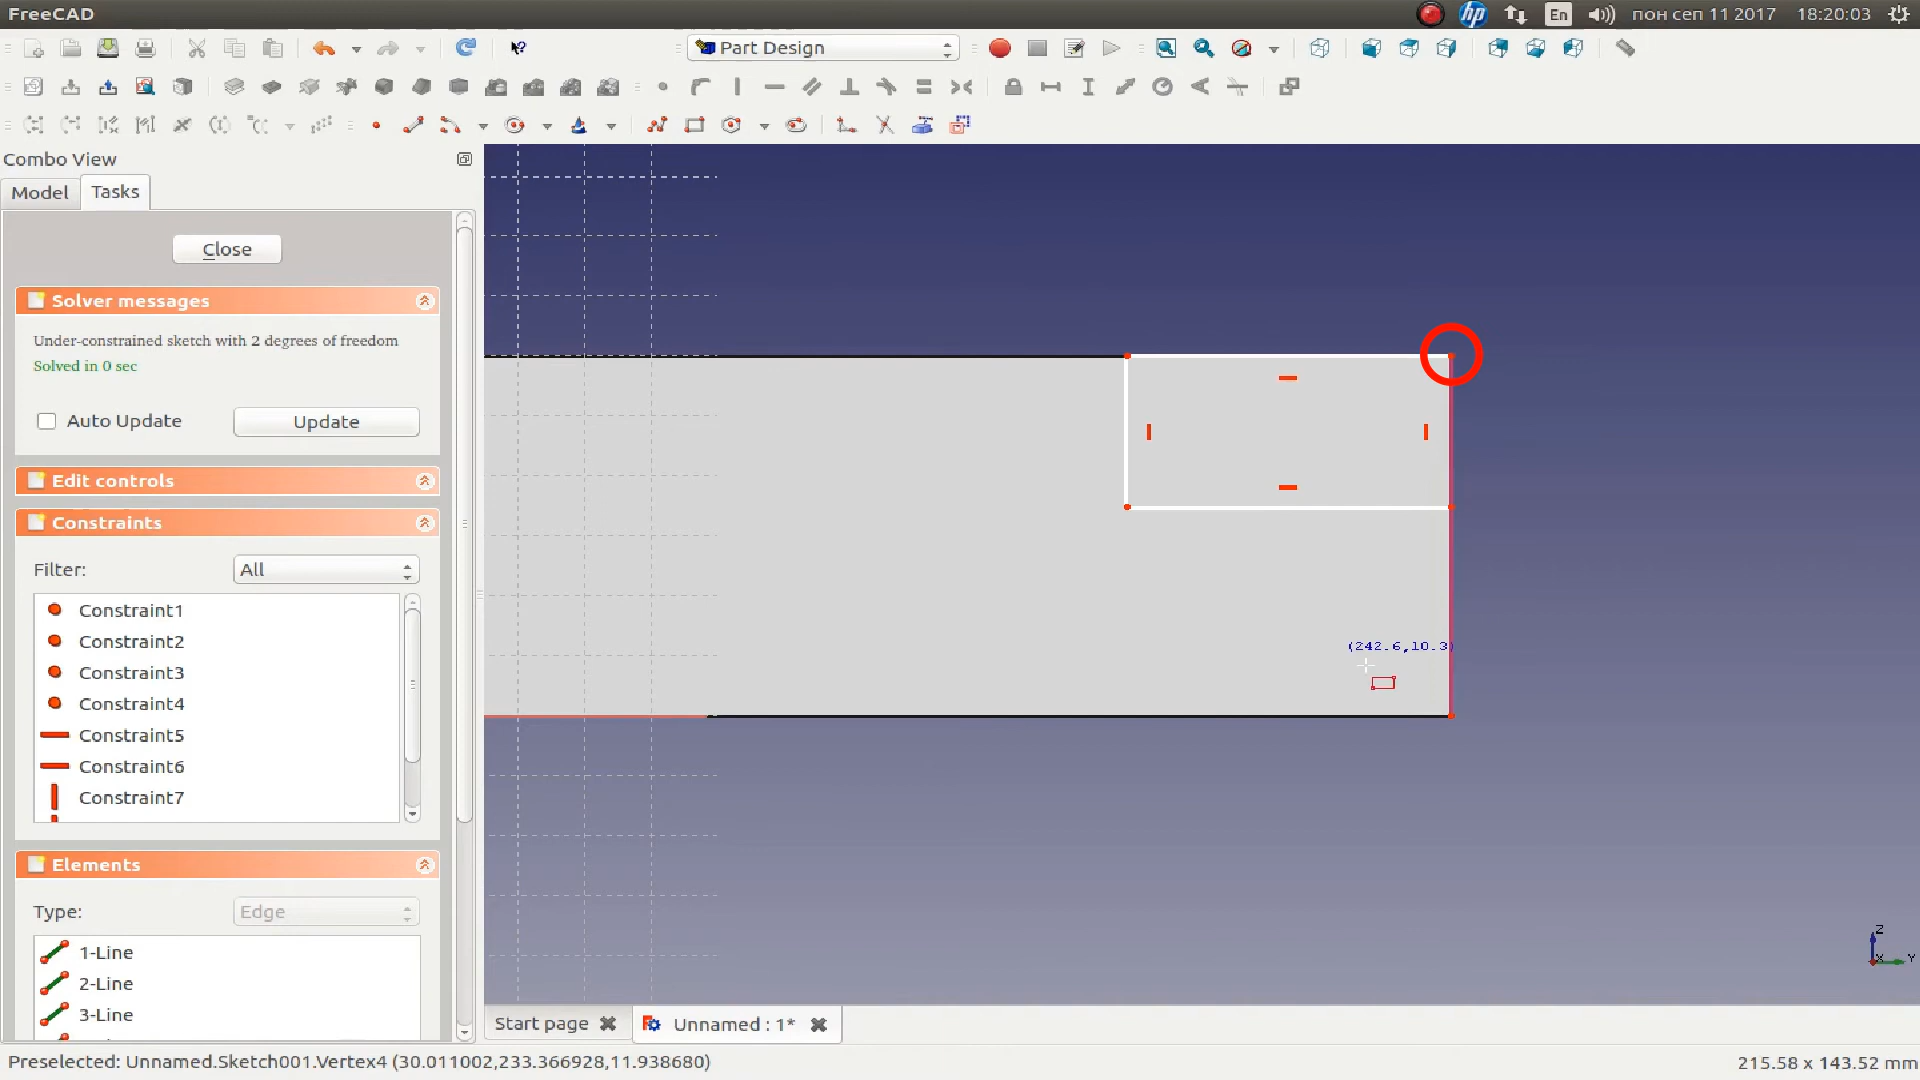 FreeCAD
hp
En
пон сеп 11 2017
18:20:03
Part Design
Combo View
Model
Tasks
Close
Solver messages
Under-constrained sketch with 2 degrees of freedom
Solved in 0 sec
Auto Update
Update
Edit controls
Constraints
Filter:
All
Constraint1
Constraint2
Constraint3
Constraint4
Constraint5
Constraint6
Constraint7
Elements
Type:
Edge
1-Line
2-Line
3-Line
(242.6,10.3)
Z
X
Y
Start page
Unnamed : 1*
Preselected: Unnamed.Sketch001.Vertex4 (30.011002,233.366928,11.938680)
215.58 x 143.52 mm